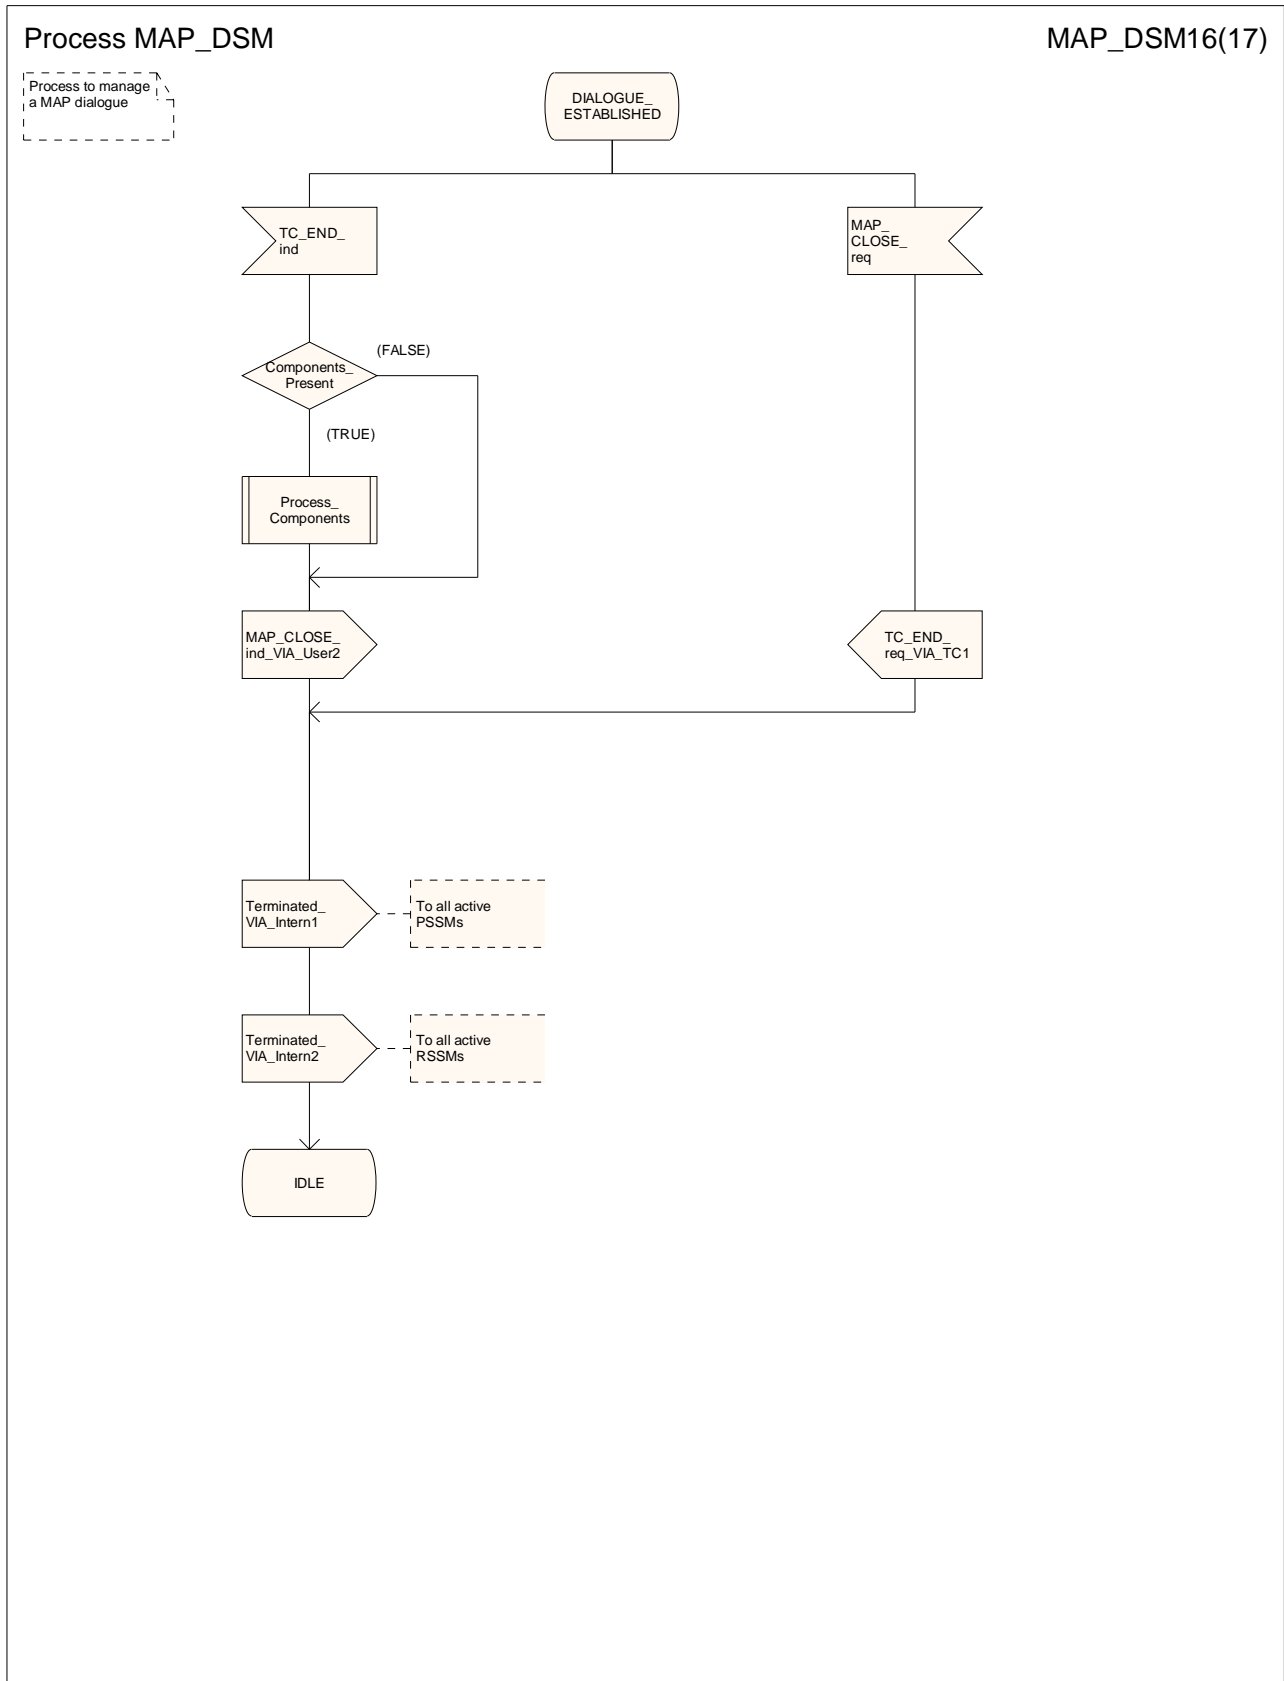 Process MAP_DSM
MAP_DSM16(17)
Process to manage
a MAP dialogue
DIALOGUE_
ESTABLISHED
TC_END_
ind
MAP_
CLOSE_
req
Components_
Present
(FALSE)
(TRUE)
Process_
Components
MAP_CLOSE_
ind_VIA_User2
TC_END_
req_VIA_TC1
Terminated_
VIA_Intern1
To all active
PSSMs
Terminated_
VIA_Intern2
To all active
RSSMs
IDLE